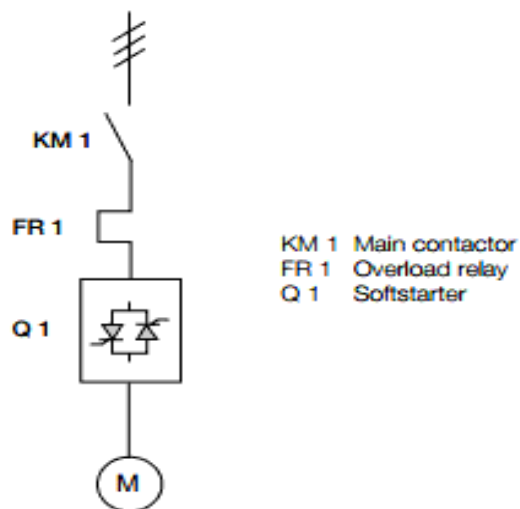 KM 1
FR 1
Q 1
M
KM 1 Main contactor
FR 1 Overload relay
Q 1 Softstarter